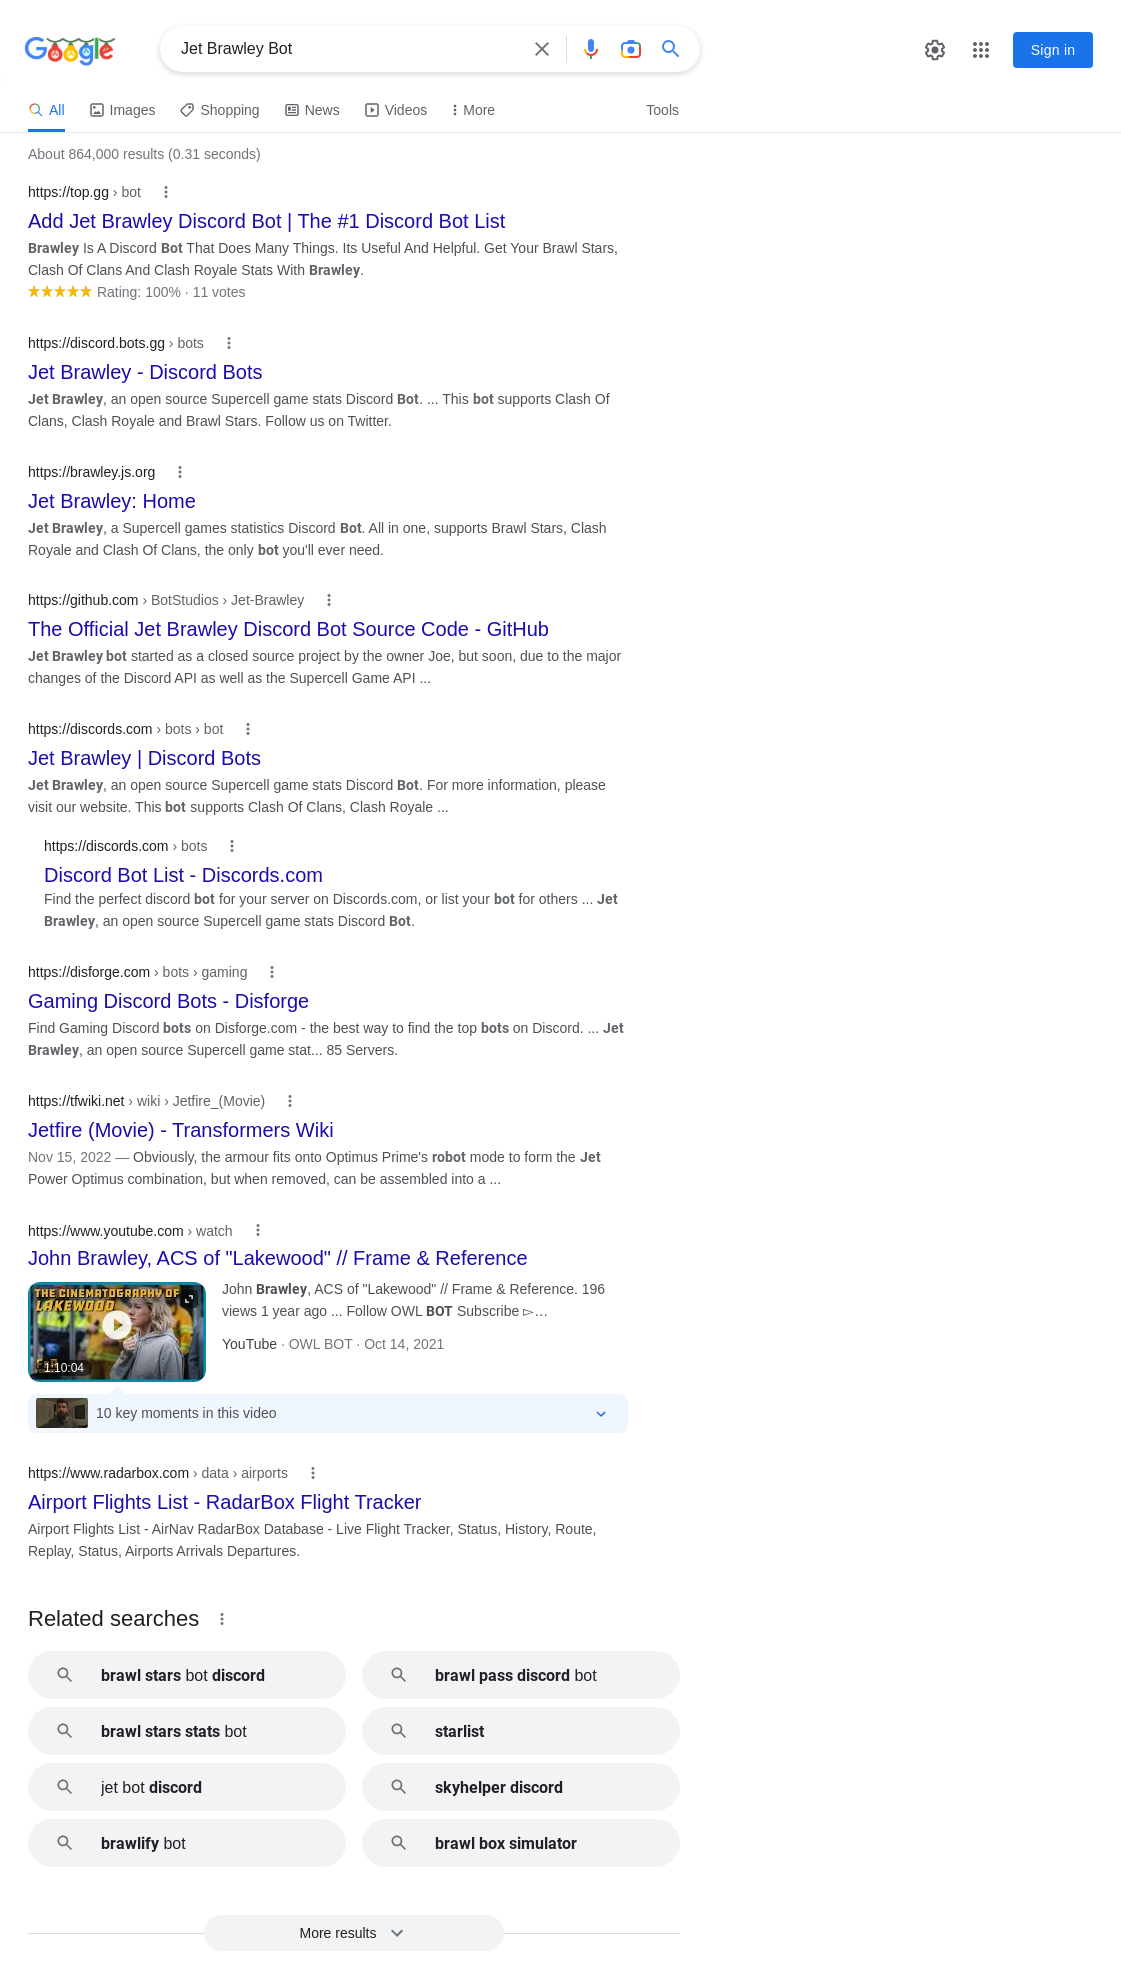 Google
Jet Brawley Bot
Sign in
All Images Shopping News Videos More Tools
About 864,000 results (0.31 seconds)
https://top.gg › bot
Add Jet Brawley Discord Bot | The #1 Discord Bot List
Brawley Is A Discord Bot That Does Many Things. Its Useful And Helpful. Get Your Brawl Stars,
Clash Of Clans And Clash Royale Stats With Brawley.
Rating: 100% · 11 votes
https://discord.bots.gg › bots
Jet Brawley - Discord Bots
Jet Brawley, an open source Supercell game stats Discord Bot. ... This bot supports Clash Of
Clans, Clash Royale and Brawl Stars. Follow us on Twitter.
https://brawley.js.org
Jet Brawley: Home
Jet Brawley, a Supercell games statistics Discord Bot. All in one, supports Brawl Stars, Clash
Royale and Clash Of Clans, the only bot you'll ever need.
https://github.com › BotStudios › Jet-Brawley
The Official Jet Brawley Discord Bot Source Code - GitHub
Jet Brawley bot started as a closed source project by the owner Joe, but soon, due to the major
changes of the Discord API as well as the Supercell Game API ...
https://discords.com › bots › bot
Jet Brawley | Discord Bots
Jet Brawley, an open source Supercell game stats Discord Bot. For more information, please
visit our website. This bot supports Clash Of Clans, Clash Royale ...
https://discords.com › bots
Discord Bot List - Discords.com
Find the perfect discord bot for your server on Discords.com, or list your bot for others ... Jet
Brawley, an open source Supercell game stats Discord Bot.
https://disforge.com › bots › gaming
Gaming Discord Bots - Disforge
Find Gaming Discord bots on Disforge.com - the best way to find the top bots on Discord. ... Jet
Brawley, an open source Supercell game stat... 85 Servers.
https://tfwiki.net › wiki › Jetfire_(Movie)
Jetfire (Movie) - Transformers Wiki
Nov 15, 2022 — Obviously, the armour fits onto Optimus Prime's robot mode to form the Jet
Power Optimus combination, but when removed, can be assembled into a ...
https://www.youtube.com › watch
John Brawley, ACS of "Lakewood" // Frame & Reference
THE CINEMATOGRAPHY OF
LAKEWOOD
1:10:04
John Brawley, ACS of "Lakewood" // Frame & Reference. 196
views 1 year ago ... Follow OWL BOT Subscribe ▻…
YouTube · OWL BOT · Oct 14, 2021
10 key moments in this video
https://www.radarbox.com › data › airports
Airport Flights List - RadarBox Flight Tracker
Airport Flights List - AirNav RadarBox Database - Live Flight Tracker, Status, History, Route,
Replay, Status, Airports Arrivals Departures.
Related searches
brawl stars bot discord
brawl pass discord bot
brawl stars stats bot
starlist
jet bot discord
skyhelper discord
brawlify bot
brawl box simulator
More results